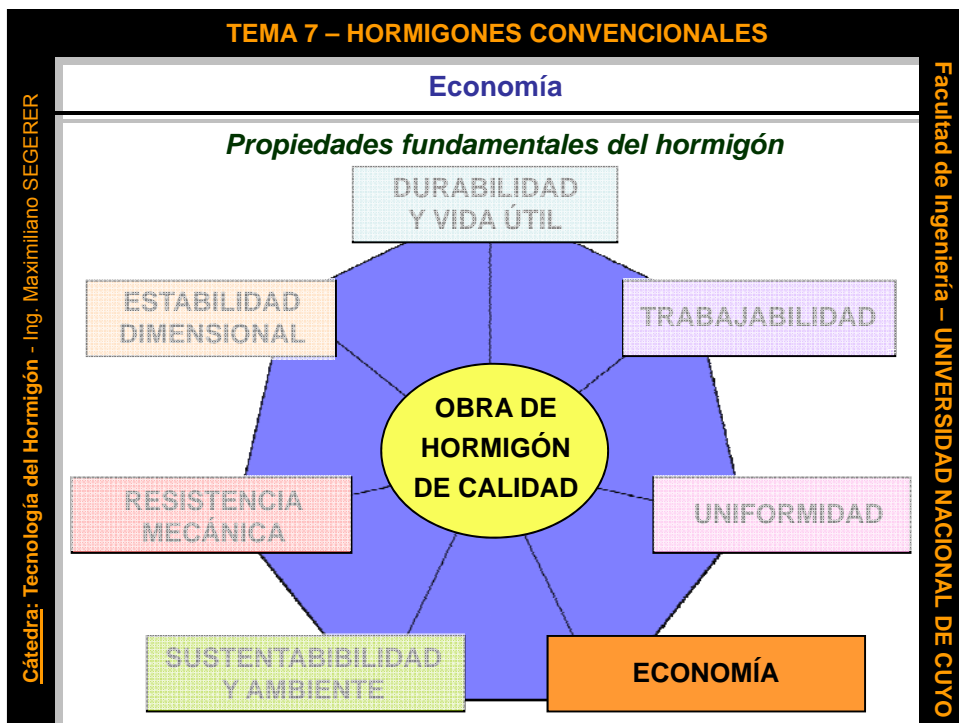 TEMA 7 – HORMIGONES CONVENCIONALES
Economía
Propiedades fundamentales del hormigón
DURABILIDAD
Y VIDA ÚTIL
ESTABILIDAD
DIMENSIONAL
TRABAJABILIDAD
OBRA DE
HORMIGÓN
DE CALIDAD
RESISTENCIA
MECÁNICA
UNIFORMIDAD
SUSTENTABIBILIDAD
Y AMBIENTE
ECONOMÍA
Cátedra: Tecnología del Hormigón - Ing. Maximiliano SEGERER
Facultad de Ingeniería – UNIVERSIDAD NACIONAL DE CUYO